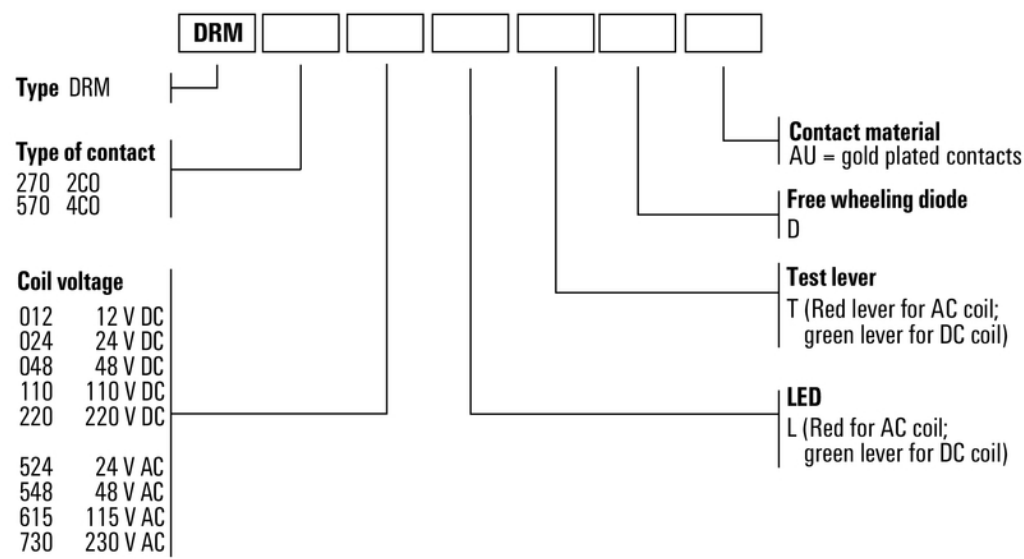 DRM
Type DRM
Type of contact
270 2CO
570 4CO
Coil voltage
012 12 V DC
024 24 V DC
048 48 V DC
110 110 V DC
220 220 V DC
524 24 V AC
548 48 V AC
615 115 V AC
730 230 V AC
Contact material
AU = gold plated contacts
Free wheeling diode
D
Test lever
T (Red lever for AC coil;
green lever for DC coil)
LED
L (Red for AC coil;
green lever for DC coil)